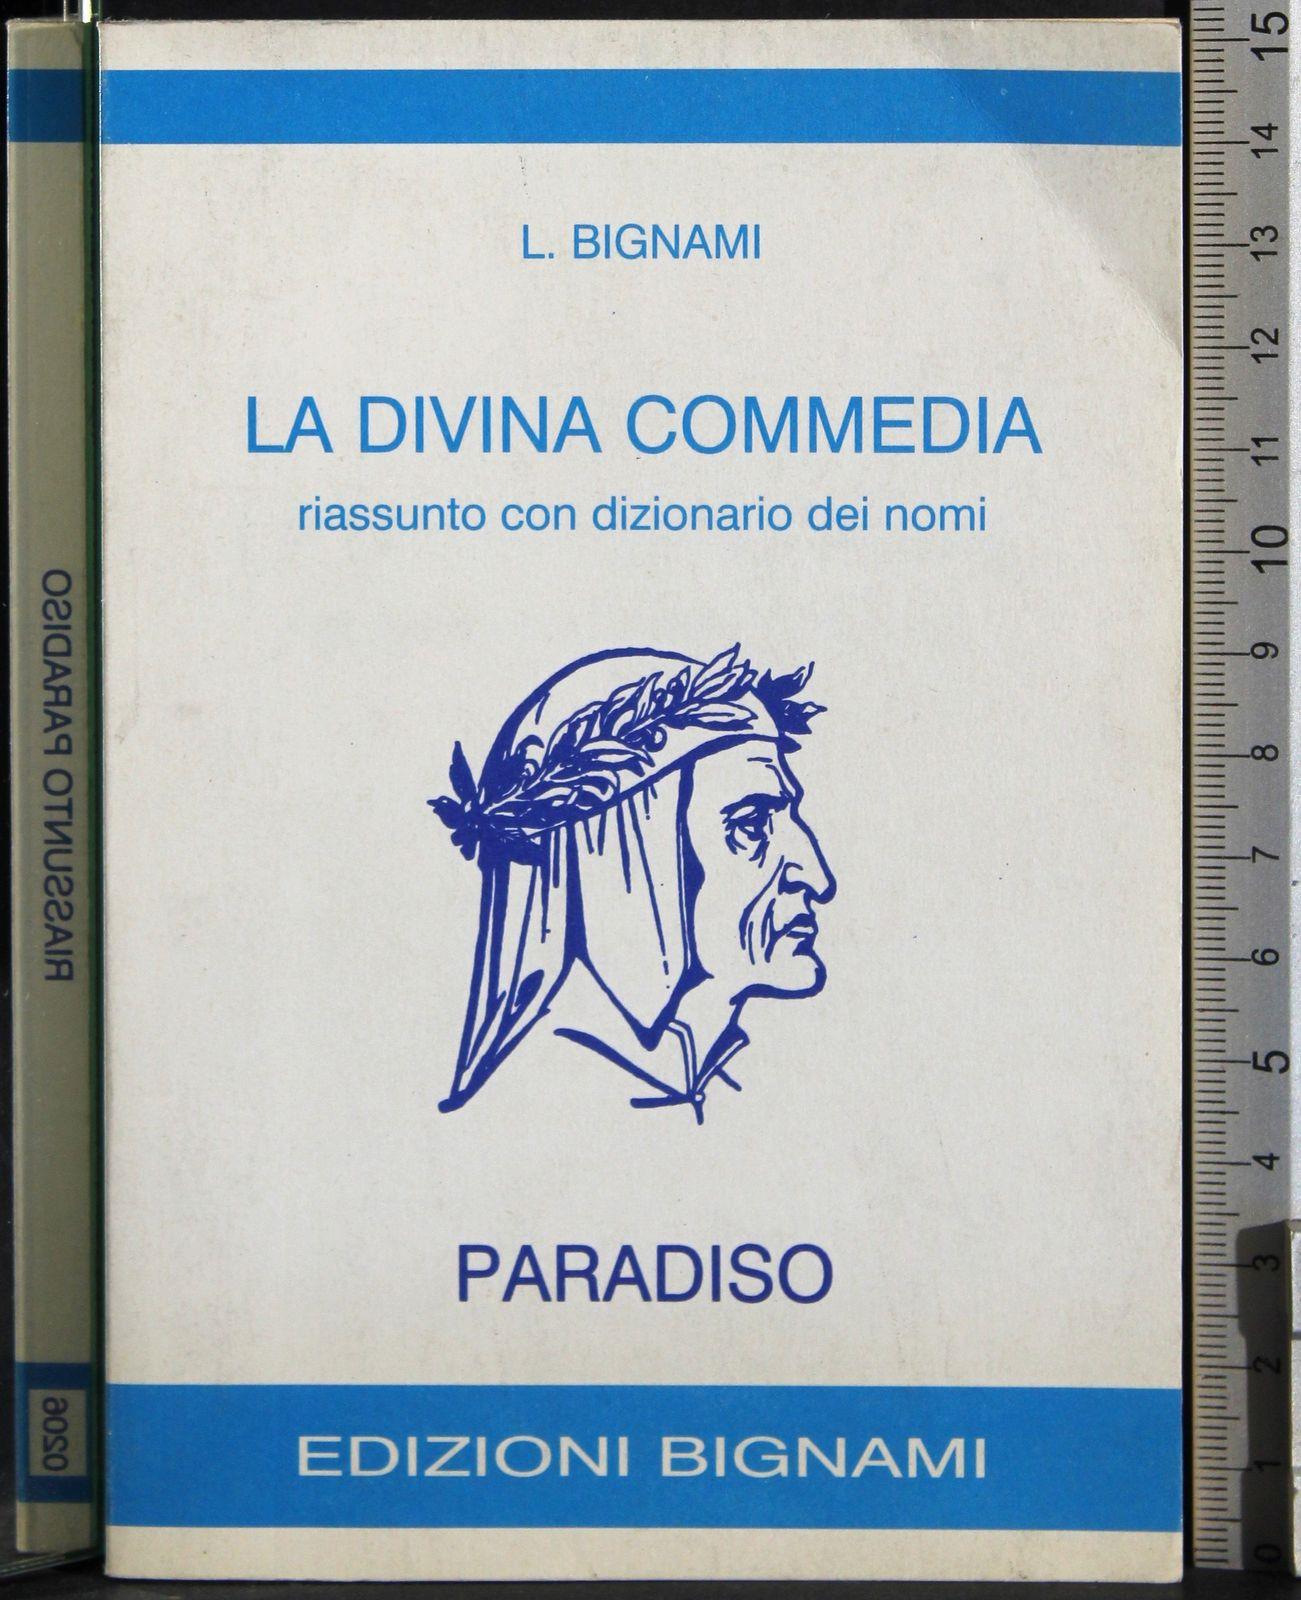 L. BIGNAMI
LA DIVINA COMMEDIA
riassunto con dizionario dei nomi
PARADISO
EDIZIONI BIGNAMI
RIASSUNTO PARADISO
0206
15
14
13
12
11
10
9
8
7
6
5
4
3
2
1
0